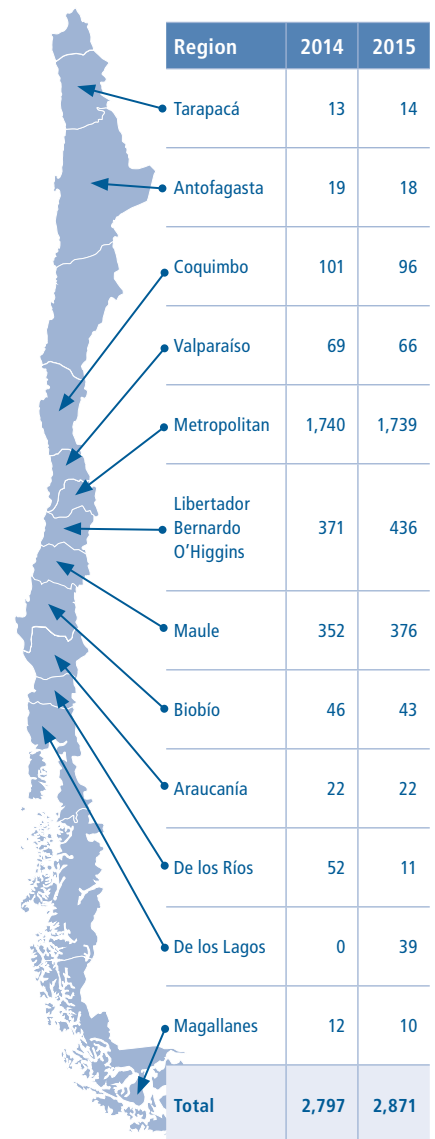 Region 2014 2015
Tarapacá 13 14
Antofagasta 19 18
Coquimbo 101 96
Valparaíso 69 66
Metropolitan 1,740 1,739
Libertador
Bernardo 371 436
O’Higgins
Maule 352 376
Biobío 46 43
Araucanía 22 22
De los Ríos 52 11
De los Lagos 0 39
Magallanes 12 10
Total 2,797 2,871